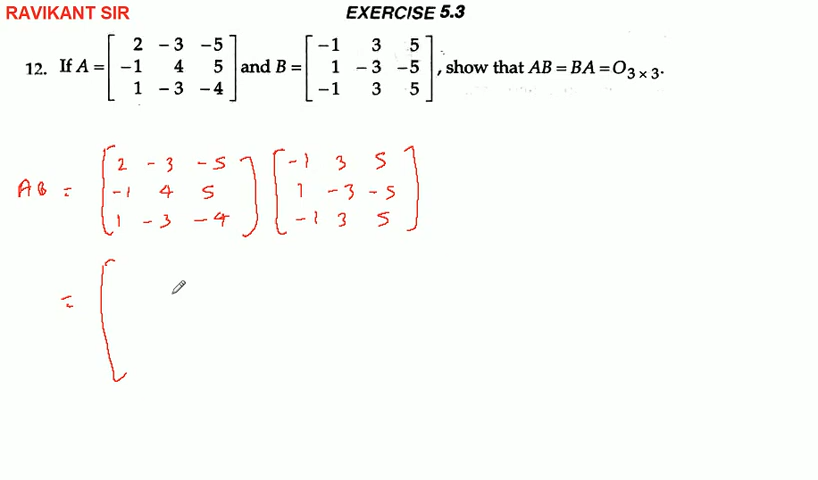 RAVIKANT SIR
EXERCISE 5.3
12. If A = [ 2 -3 -5 ; -1 4 5 ; 1 -3 -4 ] and B = [ -1 3 5 ; 1 -3 -5 ; -1 3 5 ], show that AB = BA = O₃ₓ₃.
AB = [ 2 -3 -5 ; -1 4 5 ; 1 -3 -4 ] [ -1 3 5 ; 1 -3 -5 ; -1 3 5 ]
= [